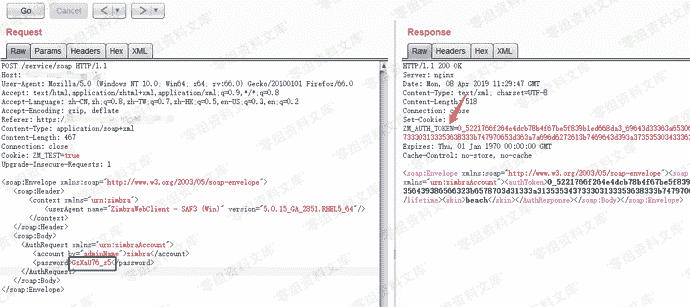 Go
Cancel
< | ▾
> | ▾
Request
Raw
Params
Headers
Hex
XML
POST /service/soap HTTP/1.1
Host:
User-Agent: Mozilla/5.0 (Windows NT 10.0; Win64; x64; rv:66.0) Gecko/20100101 Firefox/66.0
Accept: text/html,application/xhtml+xml,application/xml;q=0.9,*/*;q=0.8
Accept-Language: zh-CN,zh;q=0.8,zh-TW;q=0.7,zh-HK;q=0.5,en-US;q=0.3,en;q=0.2
Accept-Encoding: gzip, deflate
Referer: https:/
Content-Type: application/soap+xml
Content-Length: 467
Connection: close
Cookie: ZM_TEST=true
Upgrade-Insecure-Requests: 1
<soap:Envelope xmlns:soap="http://www.w3.org/2003/05/soap-envelope">
<soap:Header>
<context xmlns="urn:zimbra">
<userAgent name="ZimbraWebClient - SAF3 (Win)" version="5.0.15_GA_2851.RHEL5_64"/>
</context>
</soap:Header>
<soap:Body>
<AuthRequest xmlns="urn:zimbraAccount">
<account by="adminName">zimbra</account>
<password>GzXaU76_s5</password>
</AuthRequest>
</soap:Body>
</soap:Envelope>
Response
Raw
Headers
Hex
XML
HTTP/1.1 200 OK
Server: nginx
Date: Mon, 08 Apr 2019 11:29:47 GMT
Content-Type: text/xml; charset=UTF-8
Content-Length: 518
Connection: close
Set-Cookie:
Expires: Thu, 01 Jan 1970 00:00:00 GMT
Cache-Control: no-store, no-cache
<soap:Envelope xmlns:soap="http://www.w3.org/2003/05/soap-envelope"><soap
xmlns="urn:zimbraAccount"><authToken>
/lifetime><skin>beach</skin></AuthResponse></soap:Body></soap:Envelope>
零组资料文库